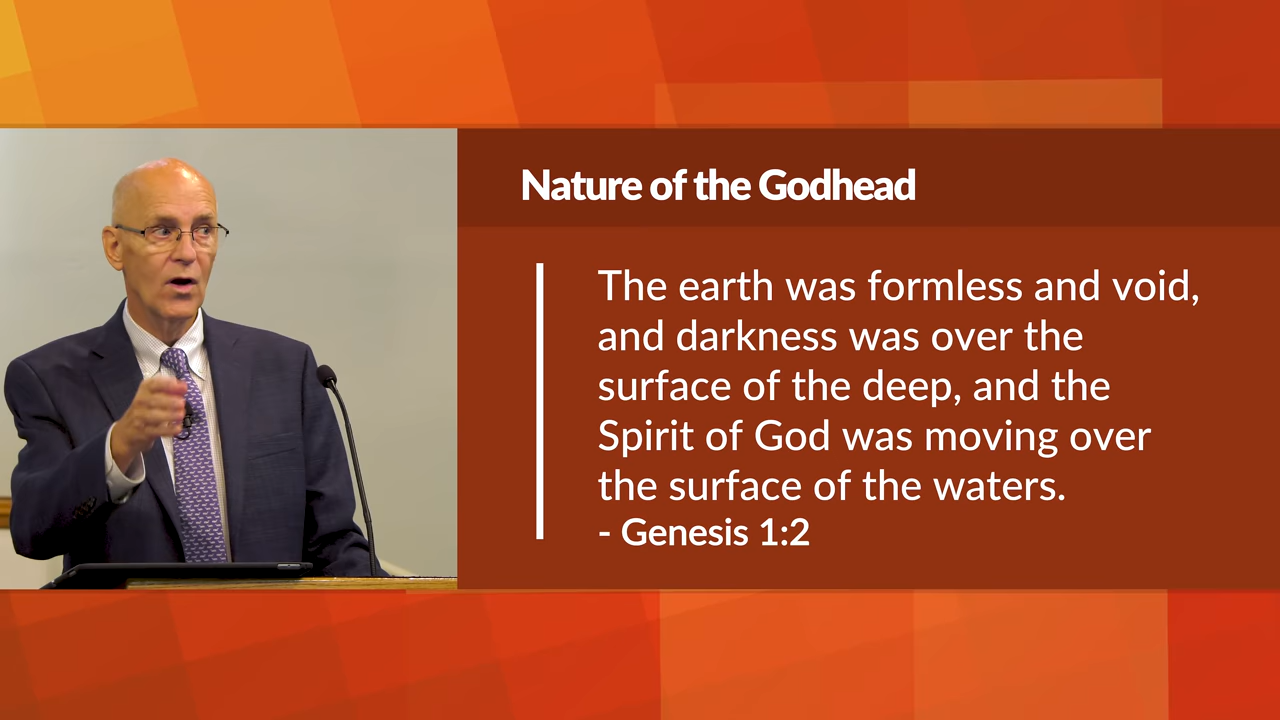 Nature of the Godhead
The earth was formless and void,
and darkness was over the
surface of the deep, and the
Spirit of God was moving over
the surface of the waters.
- Genesis 1:2